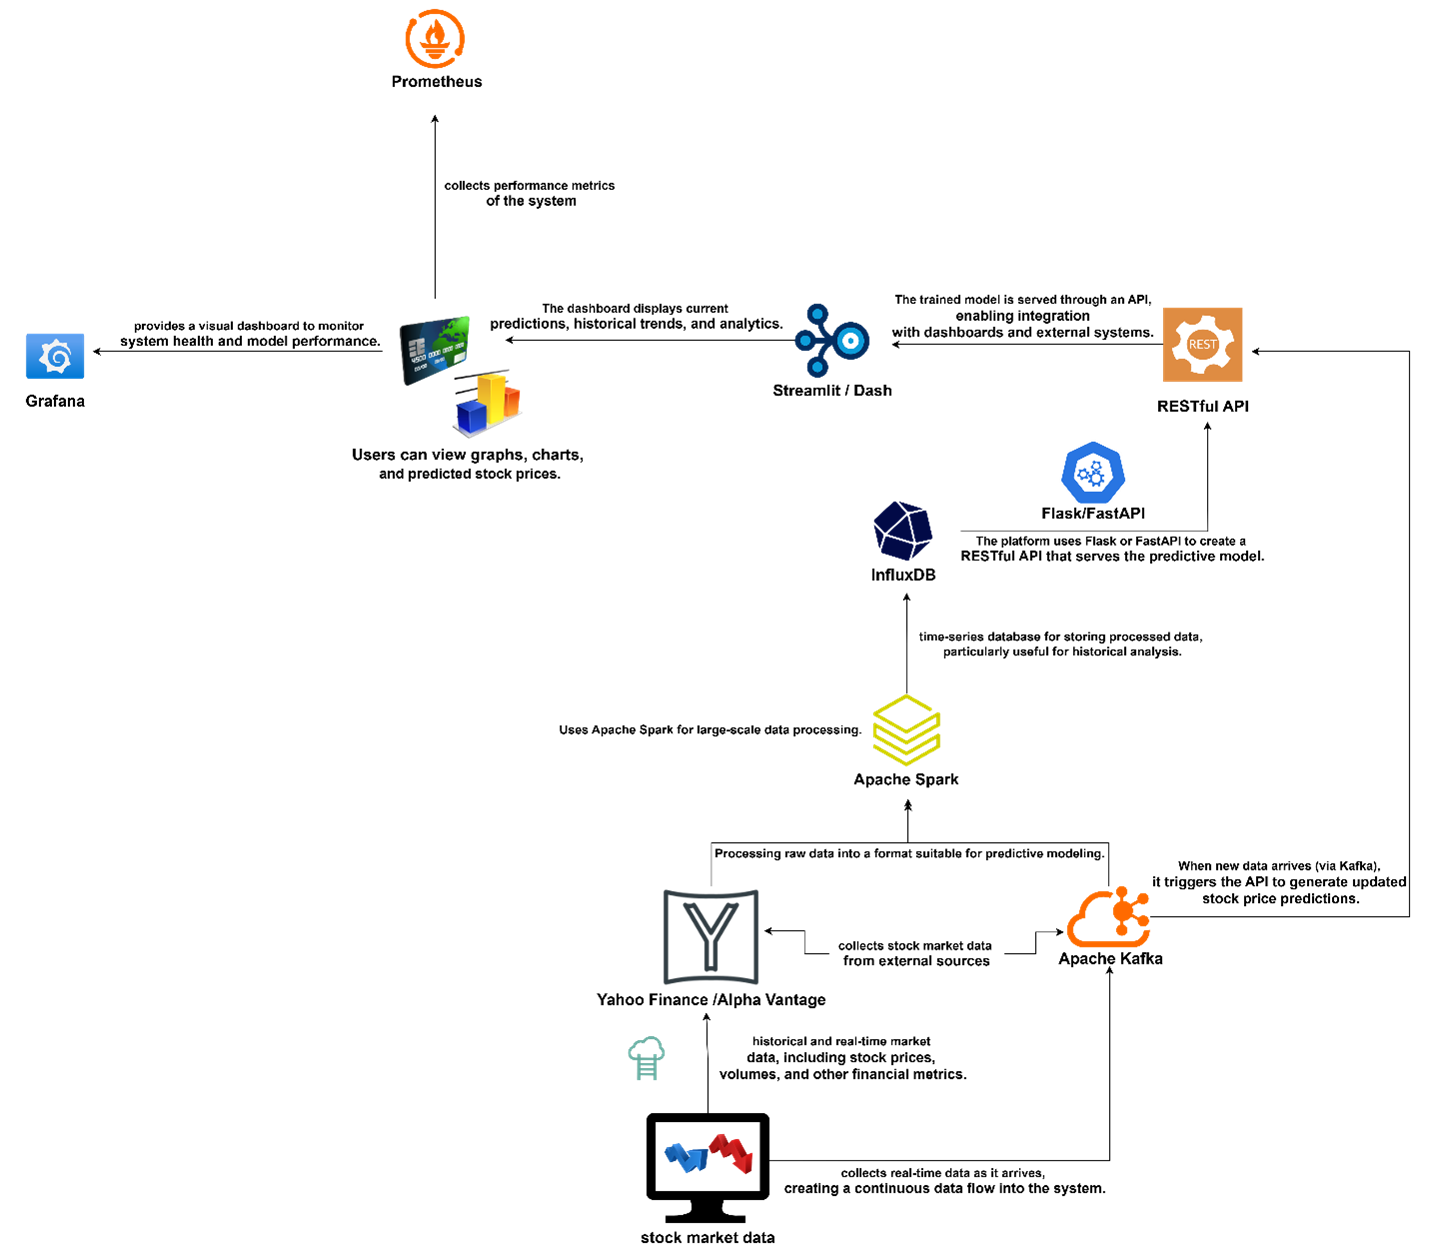 Prometheus
collects performance metrics
of the system
The trained model is served through an API,
enabling integration
with dashboards and external systems.
The dashboard displays current
predictions, historical trends, and analytics.
provides a visual dashboard to monitor
system health and model performance.
REST
4500 0000 000 000
Grafana
Streamlit / Dash
RESTful API
Users can view graphs, charts,
and predicted stock prices.
Flask/FastAPI
The platform uses Flask or FastAPI to create a
RESTful API that serves the predictive model.
InfluxDB
time-series database for storing processed data,
particularly useful for historical analysis.
Uses Apache Spark for large-scale data processing.
Apache Spark
Processing raw data into a format suitable for predictive modeling.
When new data arrives (via Kafka),
it triggers the API to generate updated
stock price predictions.
Y
collects stock market data
from external sources
Apache Kafka
Yahoo Finance /Alpha Vantage
historical and real-time market
data, including stock prices,
volumes, and other financial metrics.
collects real-time data as it arrives,
creating a continuous data flow into the system.
stock market data